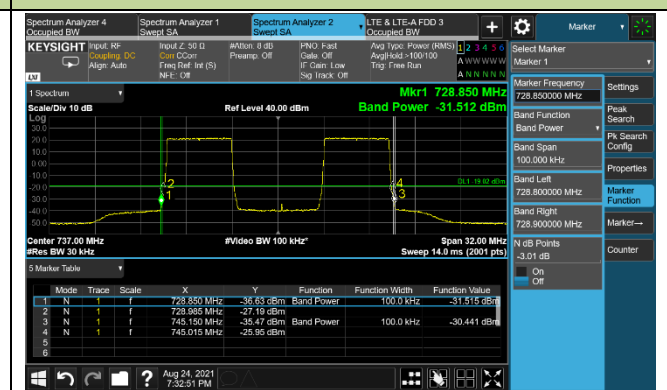 Spectrum Analyzer 4
Occupied BW
Spectrum Analyzer 1
Swept SA
Spectrum Analyzer 2
Swept SA
LTE & LTE-A FDD 3
Occupied BW
+
Marker
KEYSIGHT
Input: RF
Coupling: DC
Align: Auto
Input Z: 50 Ω
Corr CCorr
Freq Ref: Int (S)
NFE: Off
#Atten: 8 dB
Preamp: Off
PNO: Fast
Gate: Off
IF Gain: Low
Sig Track: Off
Avg Type: Power (RMS)
Avg|Hold:>100/100
Trig: Free Run
1 2 3 4 5 6
A W W W W W
A N N N N N
LXI
Select Marker
Marker 1
Marker Frequency
728.850000 MHz
Band Function
Band Power
Band Span
100.000 kHz
Band Left
728.800000 MHz
Band Right
728.900000 MHz
N dB Points
-3.01 dB
On
Off
Settings
Peak
Search
Pk Search
Config
Properties
Marker
Function
Marker→
Counter
1 Spectrum
Scale/Div 10 dB
Ref Level 40.00 dBm
Mkr1 728.850 MHz
Band Power -31.512 dBm
Log
30.0
20.0
10.0
0.00
-10.0
-20.0
-30.0
-40.0
-50.0
DL1 -19.02 dBm
2
1
4
3
Center 737.00 MHz
#Res BW 30 kHz
#Video BW 100 kHz*
Span 32.00 MHz
Sweep 14.0 ms (2001 pts)
5 Marker Table
Mode Trace Scale X Y Function Function Width Function Value
1 N 1 f 728.850 MHz -36.63 dBm Band Power 100.0 kHz -31.515 dBm
2 N 1 f 728.985 MHz -27.19 dBm
3 N 1 f 745.150 MHz -35.47 dBm Band Power 100.0 kHz -30.441 dBm
4 N 1 f 745.015 MHz -25.95 dBm
5
6
?
Aug 24, 2021
7:32:51 PM